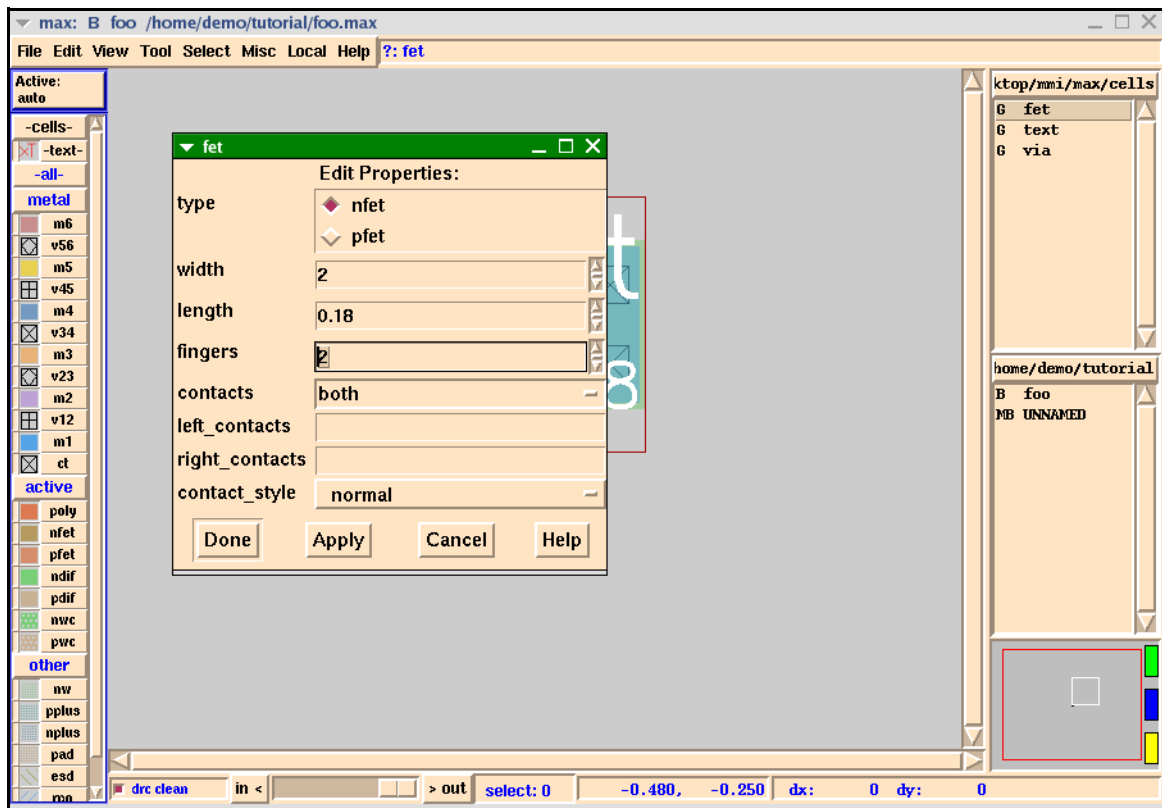 max: B foo /home/demo/tutorial/foo.max
File Edit View Tool Select Misc Local Help ?: fet
Active:
auto
-cells-
-text-
-all-
metal
m6
v56
m5
v45
m4
v34
m3
v23
m2
v12
m1
ct
active
poly
nfet
pfet
ndif
pdif
nwc
pwc
other
nw
pplus
nplus
pad
esd
fet
Edit Properties:
type
nfet
pfet
width
2
length
0.18
fingers
2
contacts
both
left_contacts
right_contacts
contact_style
normal
Done Apply Cancel Help
t
8
ktop/mmi/max/cells
G fet
G text
G via
home/demo/tutorial
B foo
MB UNNAMED
drc clean in < > out select: 0 -0.480, -0.250 dx: 0 dy: 0